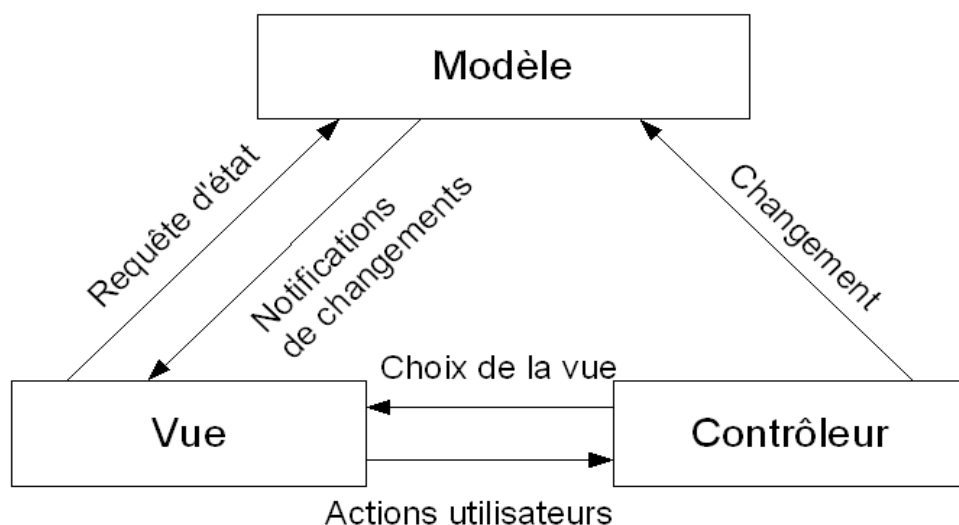 Modèle
Requête d'état
Notifications
de changements
Changement
Choix de la vue
Vue
Contrôleur
Actions utilisateurs